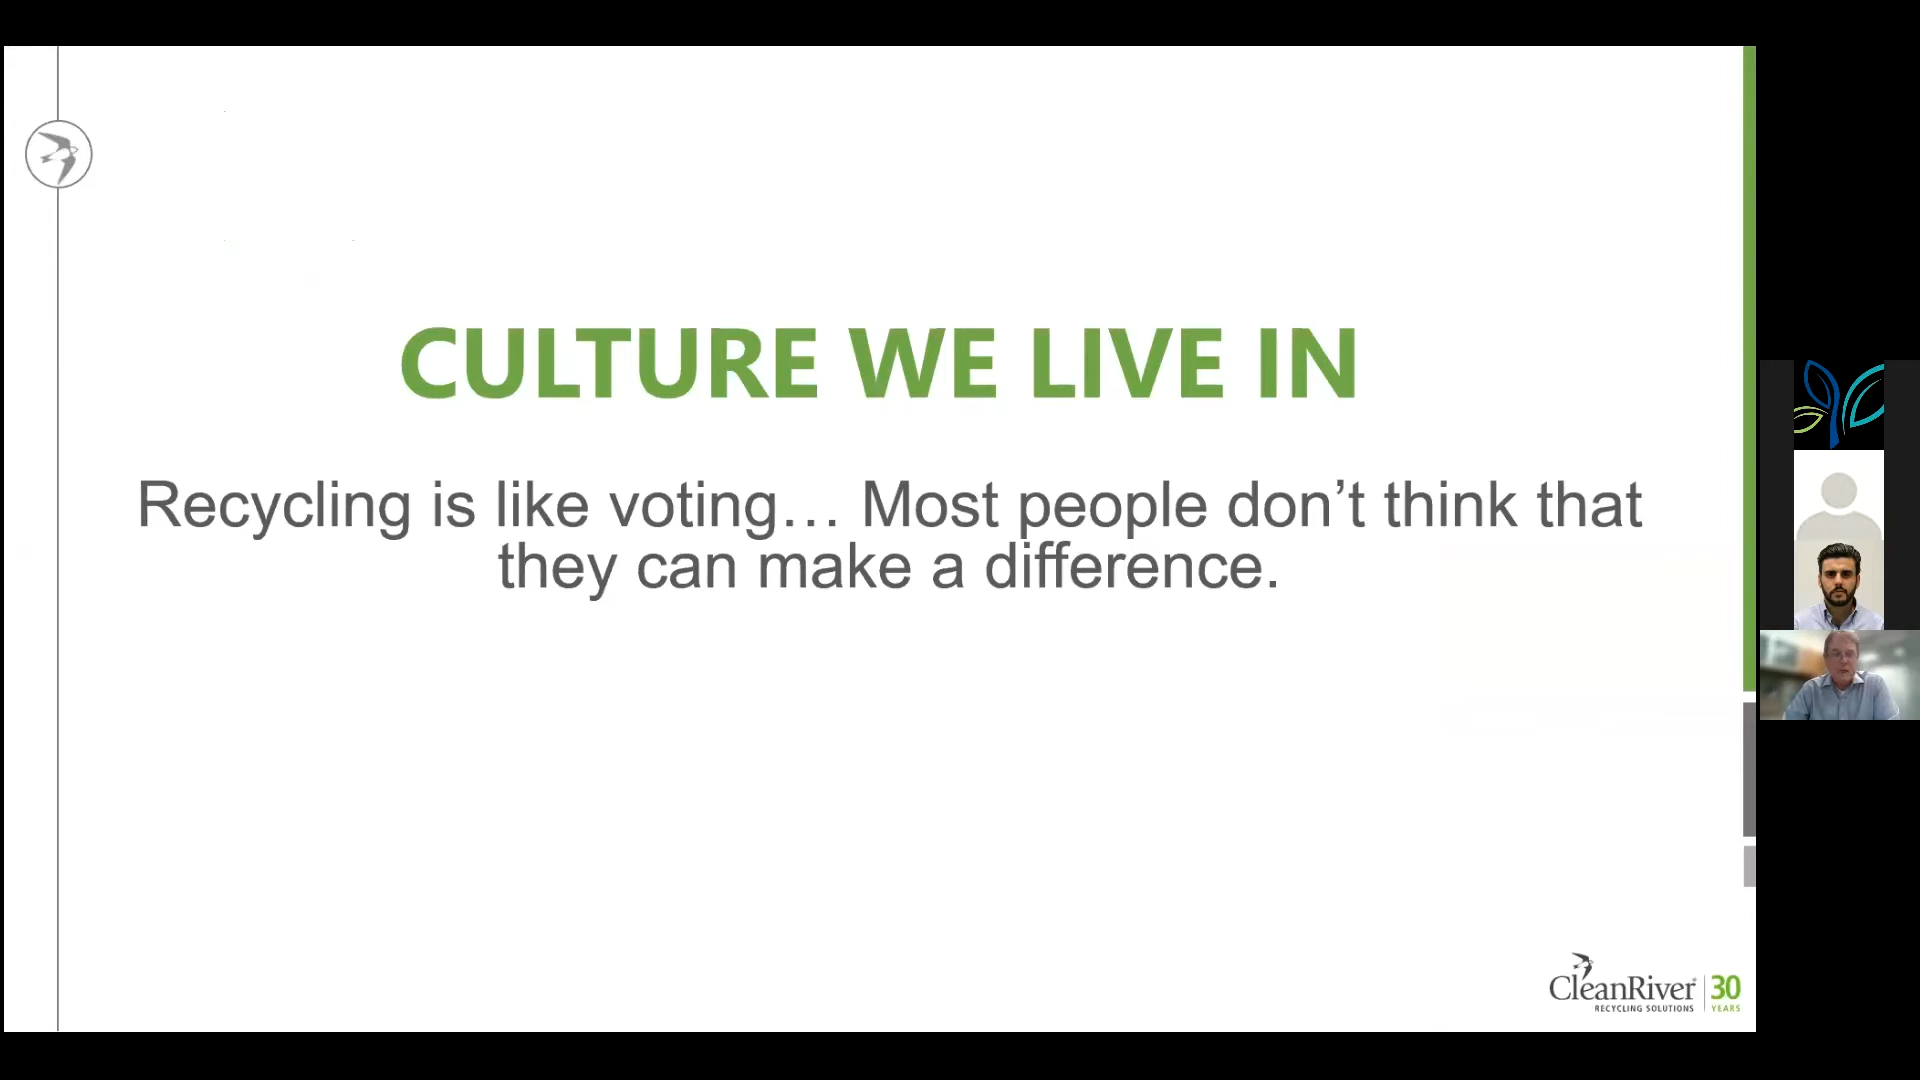 CULTURE WE LIVE IN
Recycling is like voting… Most people don’t think that
they can make a difference.
CleanRiver
RECYCLING SOLUTIONS
30
YEARS